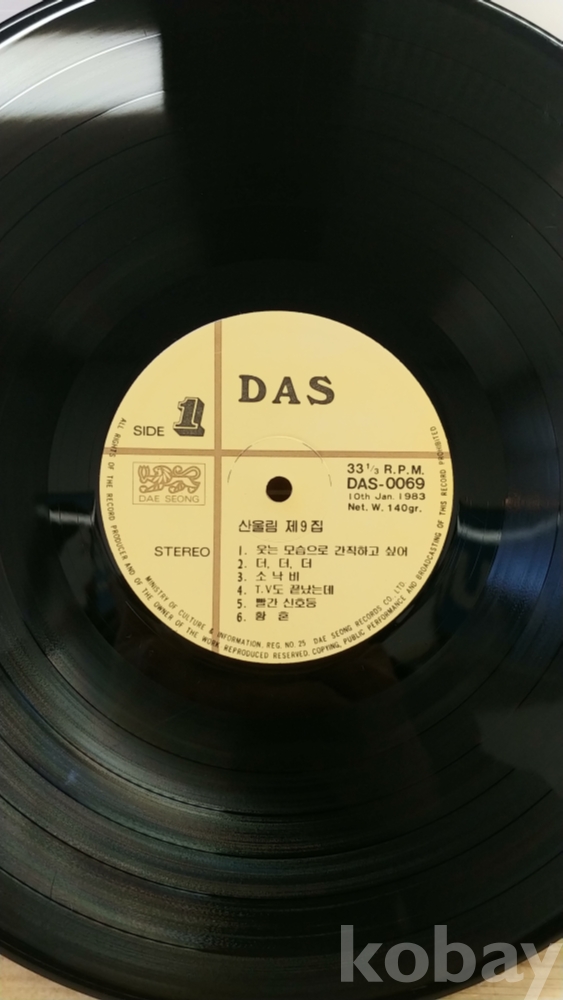 DAS
SIDE 1
DAE SEONG
33 1/3 R.P.M.
DAS-0069
10th Jan. 1983
Net. W. 140gr.
산울림 제9집
STEREO
1. 웃는 모습으로 간직하고 싶어
2. 더, 더, 더
3. 소 낙 비
4. T.V도 끝났는데
5. 빨간 신호등
6. 황 혼
ALL RIGHTS OF THE RECORD PRODUCER AND OF THE OWNER OF THE WORK REPRODUCED RESERVED. COPYING, PUBLIC PERFORMANCE AND BROADCASTING OF THIS RECORD PROHIBITED
MINISTRY OF CULTURE & INFORMATION. REG. NO. 25 DAE SEONG RECORDS CO., LTD.
kobay